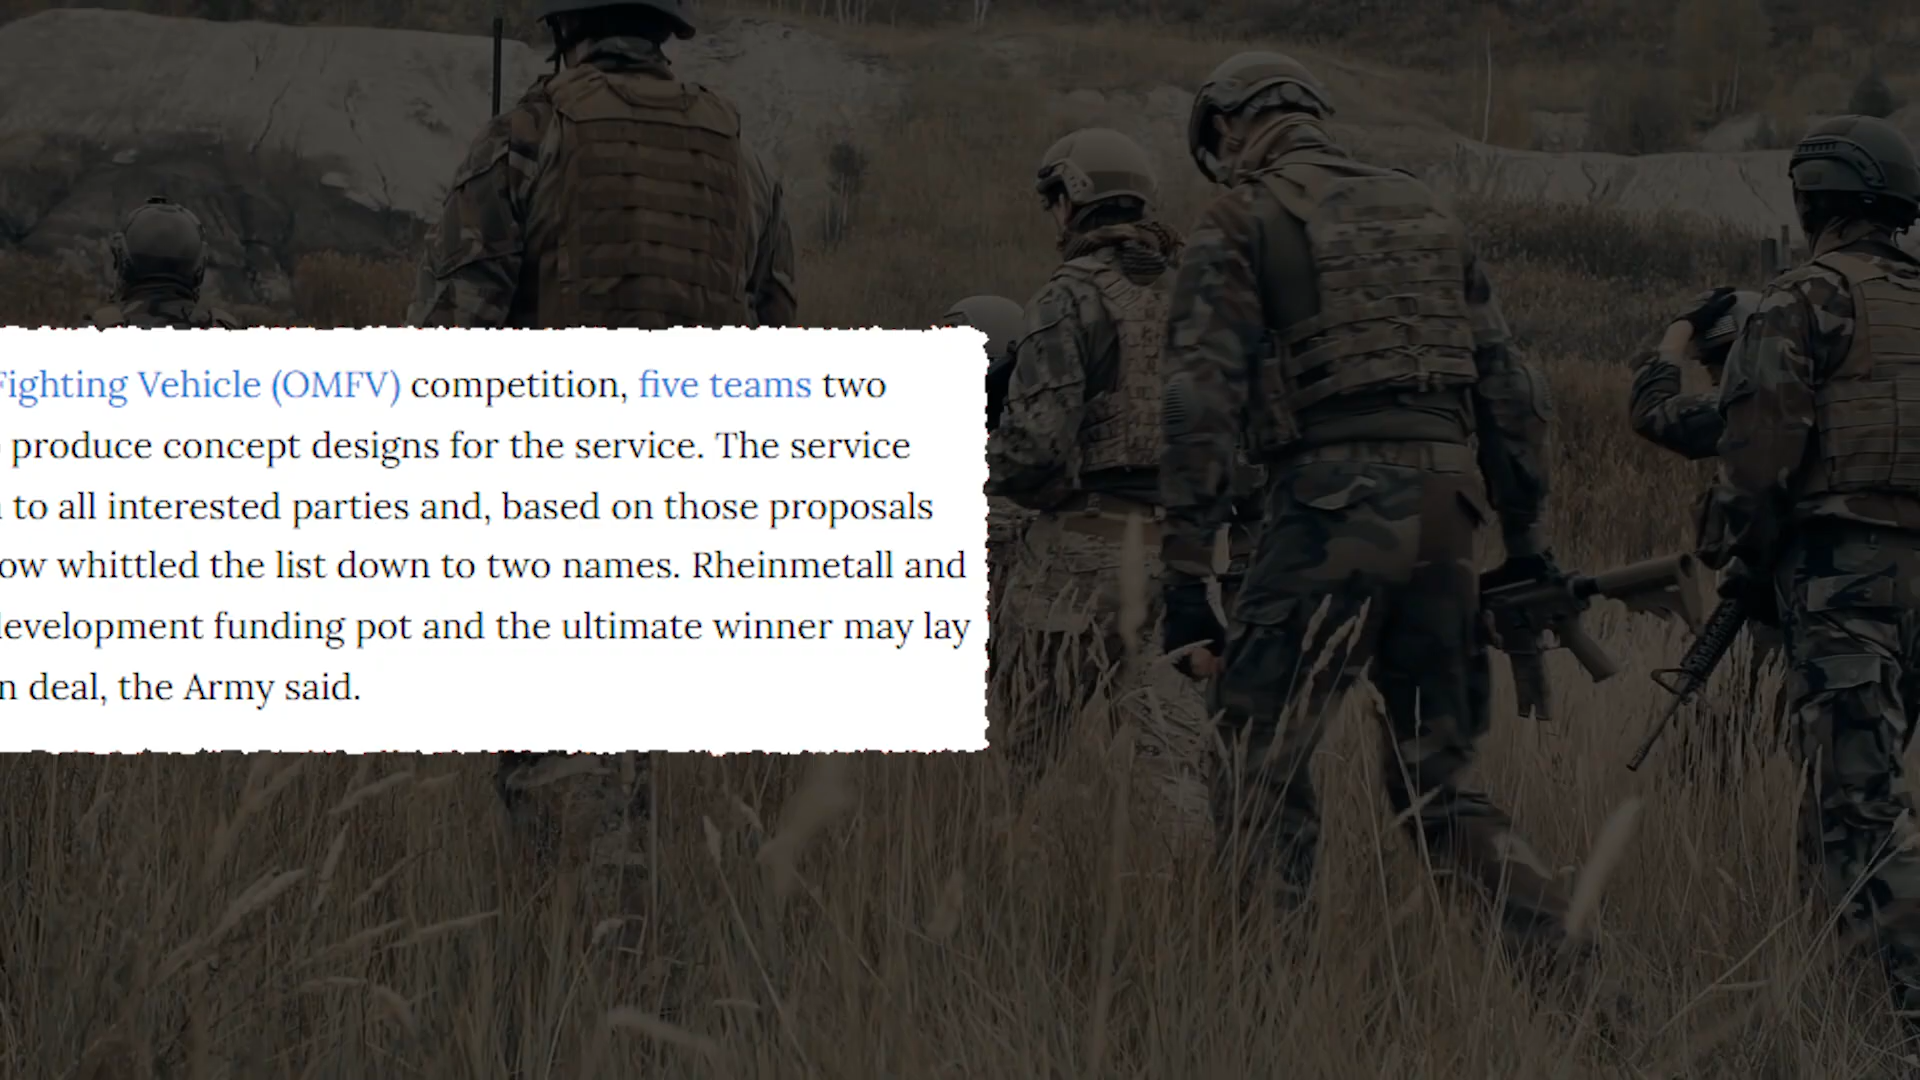 Fighting Vehicle (OMFV) competition, five teams two
produce concept designs for the service. The service
to all interested parties and, based on those proposals
whittled the list down to two names. Rheinmetall and
development funding pot and the ultimate winner may lay
deal, the Army said.